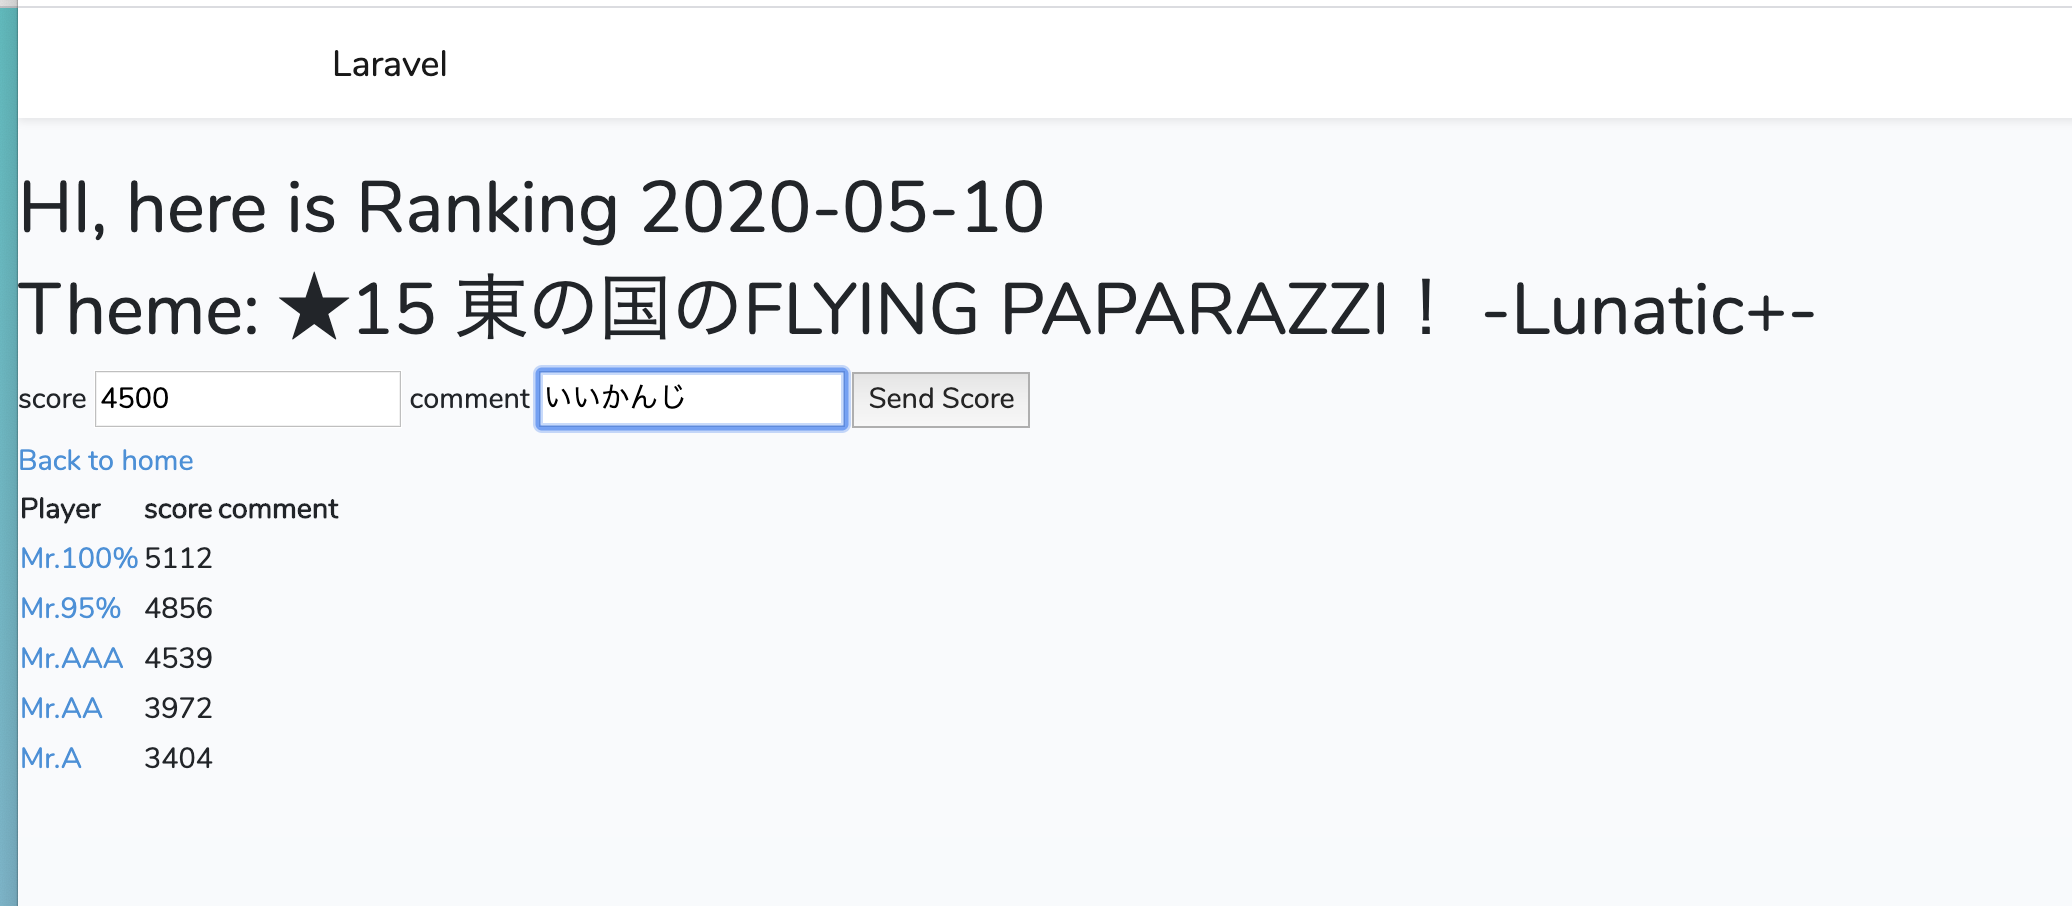 Laravel
HI, here is Ranking 2020-05-10
Theme: ★15 東の国のFLYING PAPARAZZI！ -Lunatic+-
score 4500 comment いいかんじ Send Score
Back to home
Player score comment
Mr.100% 5112
Mr.95% 4856
Mr.AAA 4539
Mr.AA 3972
Mr.A 3404